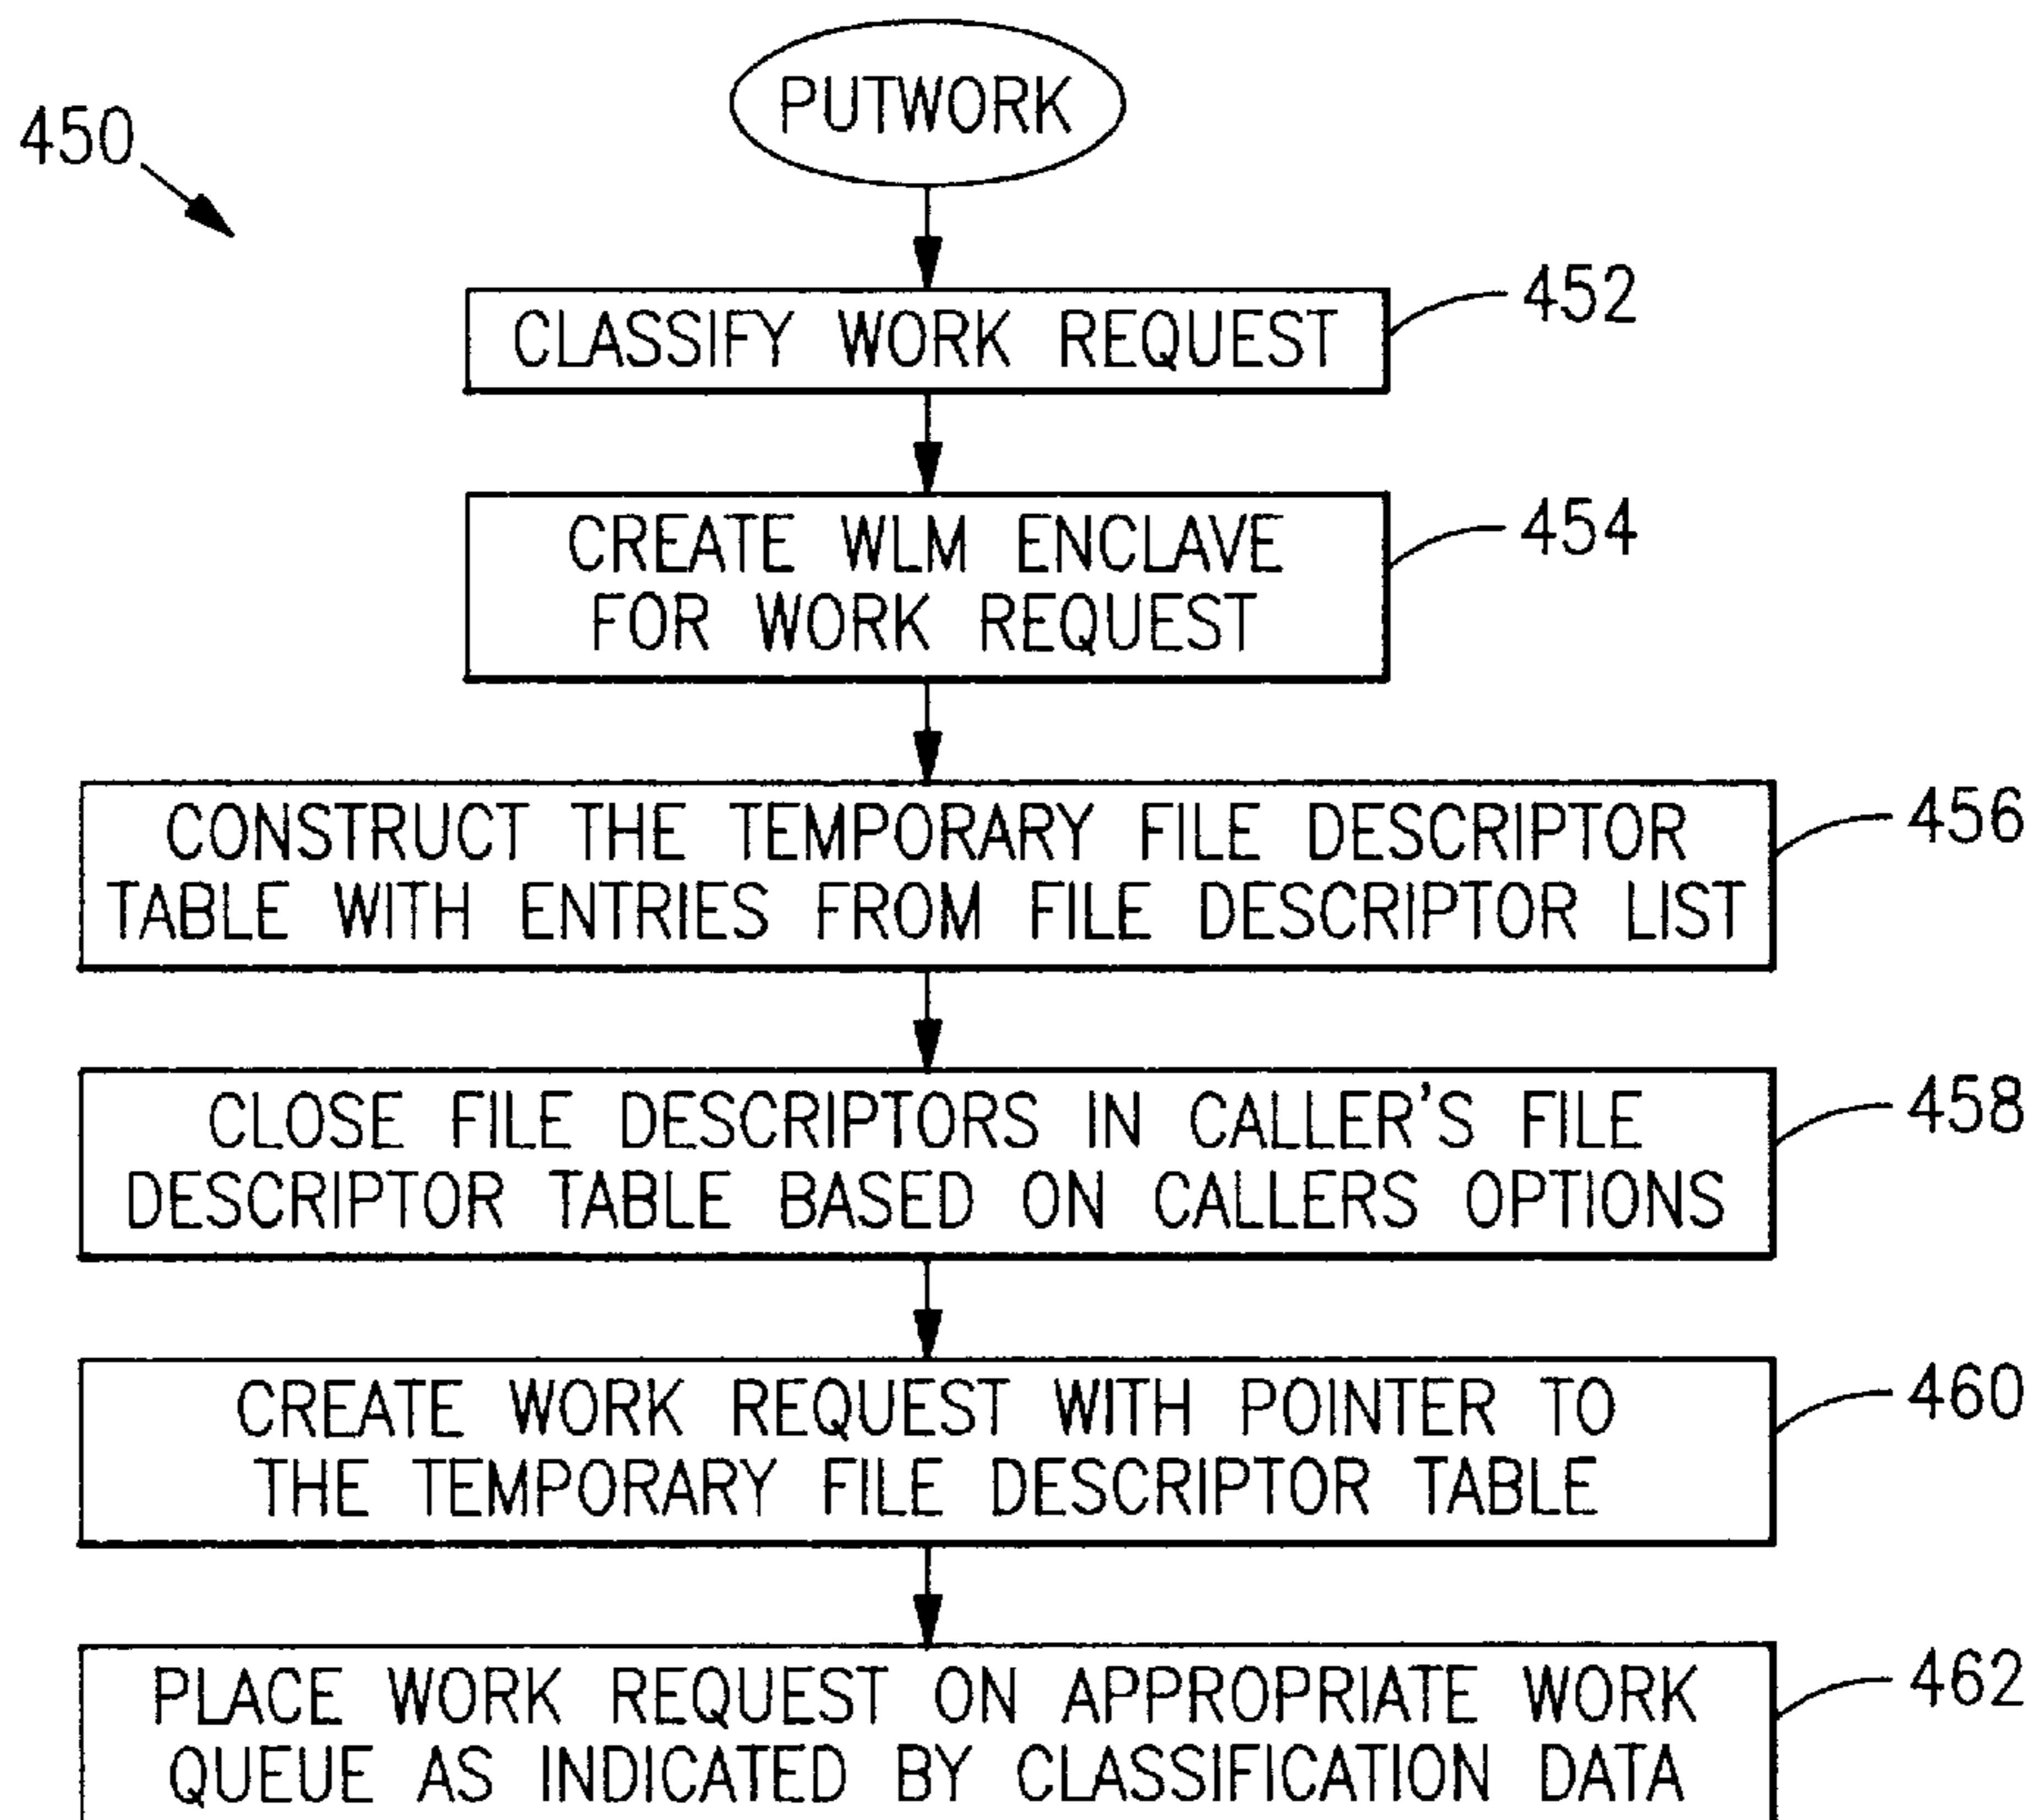 PUTWORK
450
CLASSIFY WORK REQUEST
452
CREATE WLM ENCLAVE
FOR WORK REQUEST
454
CONSTRUCT THE TEMPORARY FILE DESCRIPTOR
TABLE WITH ENTRIES FROM FILE DESCRIPTOR LIST
456
CLOSE FILE DESCRIPTORS IN CALLER'S FILE
DESCRIPTOR TABLE BASED ON CALLERS OPTIONS
458
CREATE WORK REQUEST WITH POINTER TO
THE TEMPORARY FILE DESCRIPTOR TABLE
460
PLACE WORK REQUEST ON APPROPRIATE WORK
QUEUE AS INDICATED BY CLASSIFICATION DATA
462